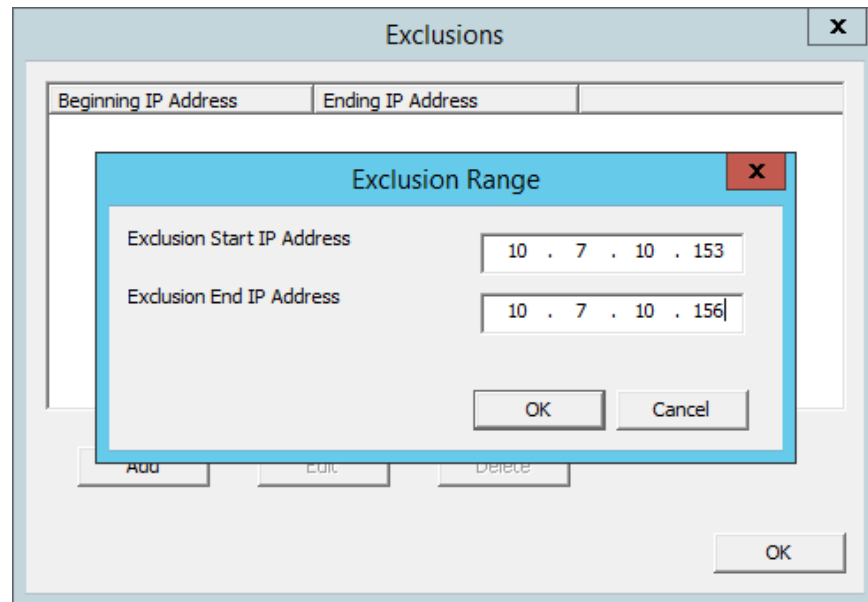 Exclusions
x
Beginning IP Address Ending IP Address
Exclusion Range
x
Exclusion Start IP Address 10 . 7 . 10 . 153
Exclusion End IP Address 10 . 7 . 10 . 156
OK Cancel
Add Edit Delete
OK